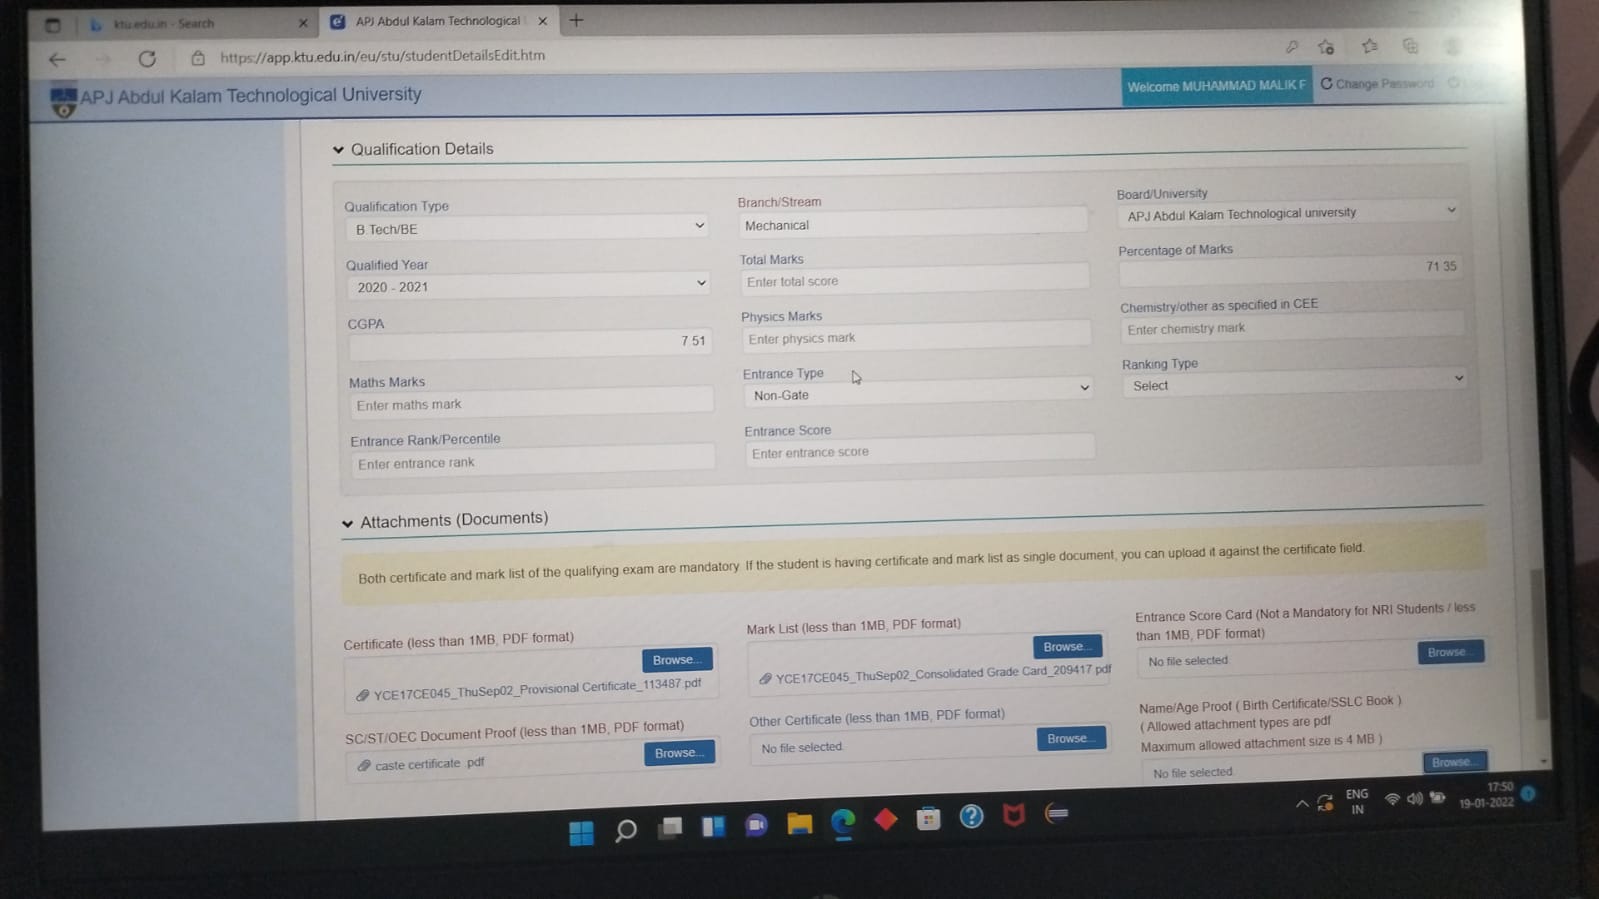 ktu.edu.in - Search
APJ Abdul Kalam Technological
https://app.ktu.edu.in/eu/stu/studentDetailsEdit.htm
APJ Abdul Kalam Technological University
Welcome MUHAMMAD MALIK F
Change Password
Qualification Details
Qualification Type
Branch/Stream
Board/University
B.Tech/BE
Mechanical
APJ Abdul Kalam Technological university
Qualified Year
Total Marks
Percentage of Marks
2020 - 2021
Enter total score
71.35
CGPA
Physics Marks
Chemistry/other as specified in CEE
7.51
Enter physics mark
Enter chemistry mark
Maths Marks
Entrance Type
Ranking Type
Enter maths mark
Non-Gate
Select
Entrance Rank/Percentile
Entrance Score
Enter entrance rank
Enter entrance score
Attachments (Documents)
Both certificate and mark list of the qualifying exam are mandatory. If the student is having certificate and mark list as single document, you can upload it against the certificate field.
Certificate (less than 1MB, PDF format)
Browse...
YCE17CE045_ThuSep02_Provisional Certificate_113487.pdf
Mark List (less than 1MB, PDF format)
Browse...
YCE17CE045_ThuSep02_Consolidated Grade Card_209417.pdf
Entrance Score Card (Not a Mandatory for NRI Students / less
than 1MB, PDF format)
No file selected.
Browse...
SC/ST/OEC Document Proof (less than 1MB, PDF format)
caste certificate .pdf
Browse...
Other Certificate (less than 1MB, PDF format)
No file selected.
Browse...
Name/Age Proof ( Birth Certificate/SSLC Book )
( Allowed attachment types are pdf
Maximum allowed attachment size is 4 MB )
No file selected.
Browse...
ENG
IN
17:50
19-01-2022